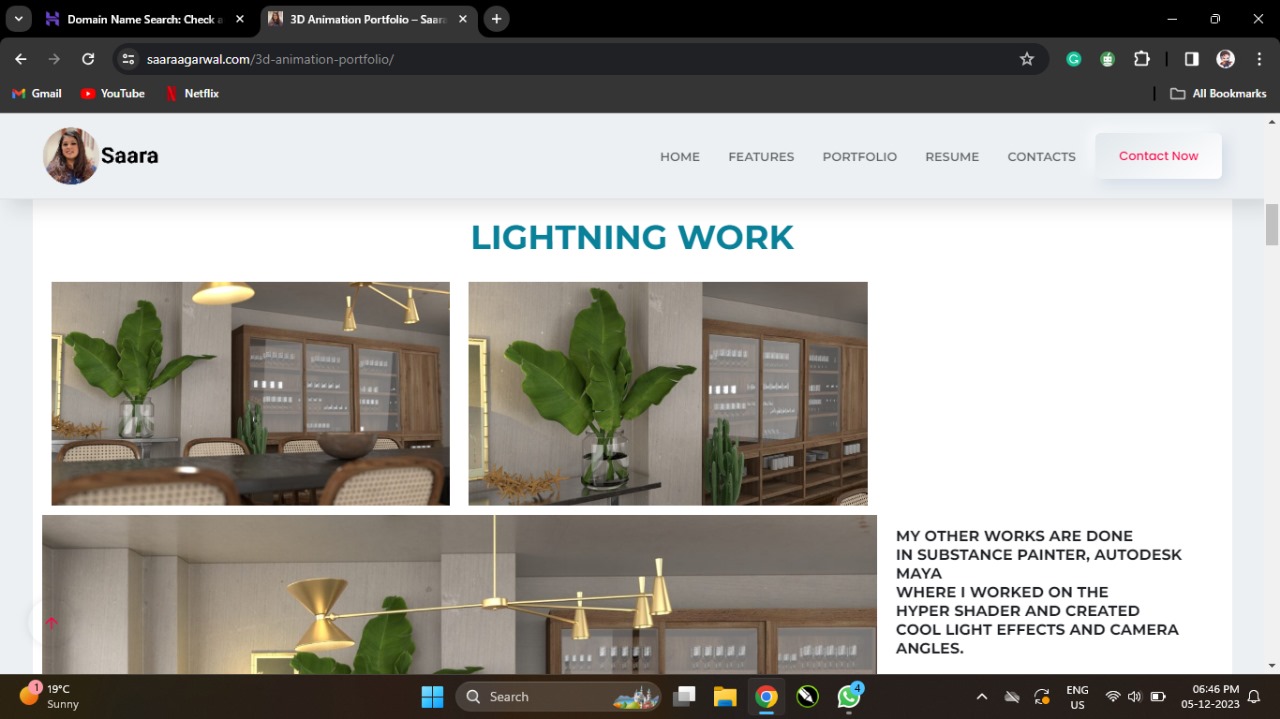 Domain Name Search: Check a
3D Animation Portfolio – Saara
saaraagarwal.com/3d-animation-portfolio/
Gmail
YouTube
Netflix
All Bookmarks
Saara
HOME
FEATURES
PORTFOLIO
RESUME
CONTACTS
Contact Now
LIGHTNING WORK
MY OTHER WORKS ARE DONE
IN SUBSTANCE PAINTER, AUTODESK
MAYA
WHERE I WORKED ON THE
HYPER SHADER AND CREATED
COOL LIGHT EFFECTS AND CAMERA
ANGLES.
1
19°C
Sunny
Search
4
ENG
US
06:46 PM
05-12-2023